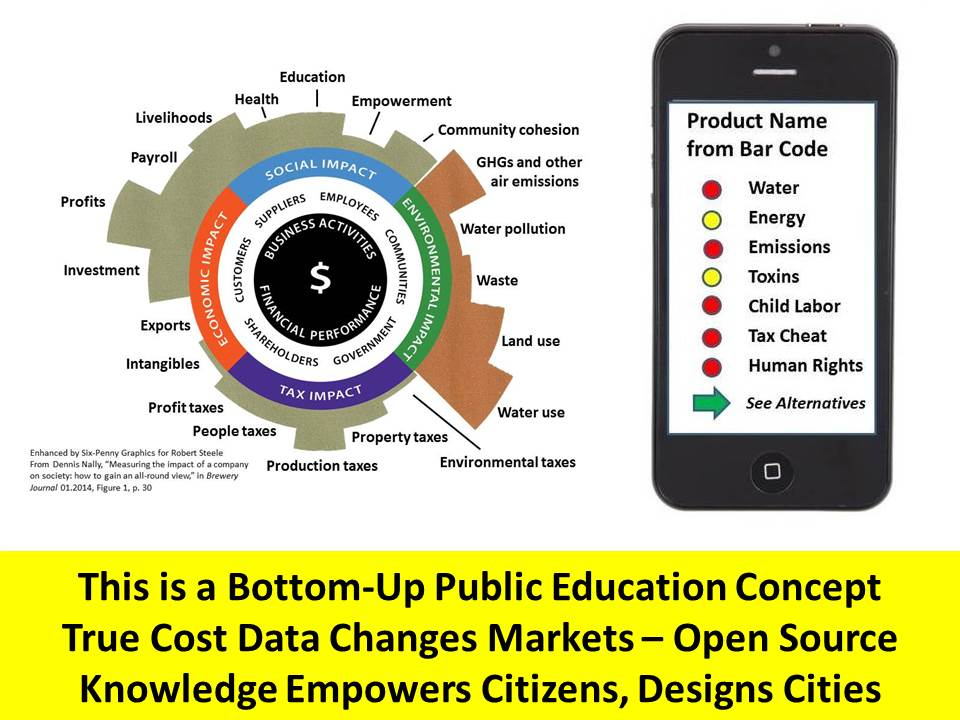 Education
Health
Empowerment
Livelihoods
Community cohesion
Payroll
GHGs and other
air emissions
Profits
Water pollution
Investment
Waste
Exports
Land use
Intangibles
Profit taxes
Water use
People taxes
Property taxes
Production taxes
Environmental taxes
SOCIAL IMPACT
ENVIRONMENTAL IMPACT
TAX IMPACT
ECONOMIC IMPACT
SUPPLIERS
EMPLOYEES
COMMUNITIES
GOVERNMENT
SHAREHOLDERS
CUSTOMERS
BUSINESS ACTIVITIES
$
FINANCIAL PERFORMANCE
Enhanced by Six-Penny Graphics for Robert Steele
From Dennis Nally, “Measuring the impact of a company
on society: how to gain an all-round view,” in Brewery
Journal 01.2014, Figure 1, p. 30
Product Name
from Bar Code
Water
Energy
Emissions
Toxins
Child Labor
Tax Cheat
Human Rights
See Alternatives
This is a Bottom-Up Public Education Concept
True Cost Data Changes Markets – Open Source
Knowledge Empowers Citizens, Designs Cities